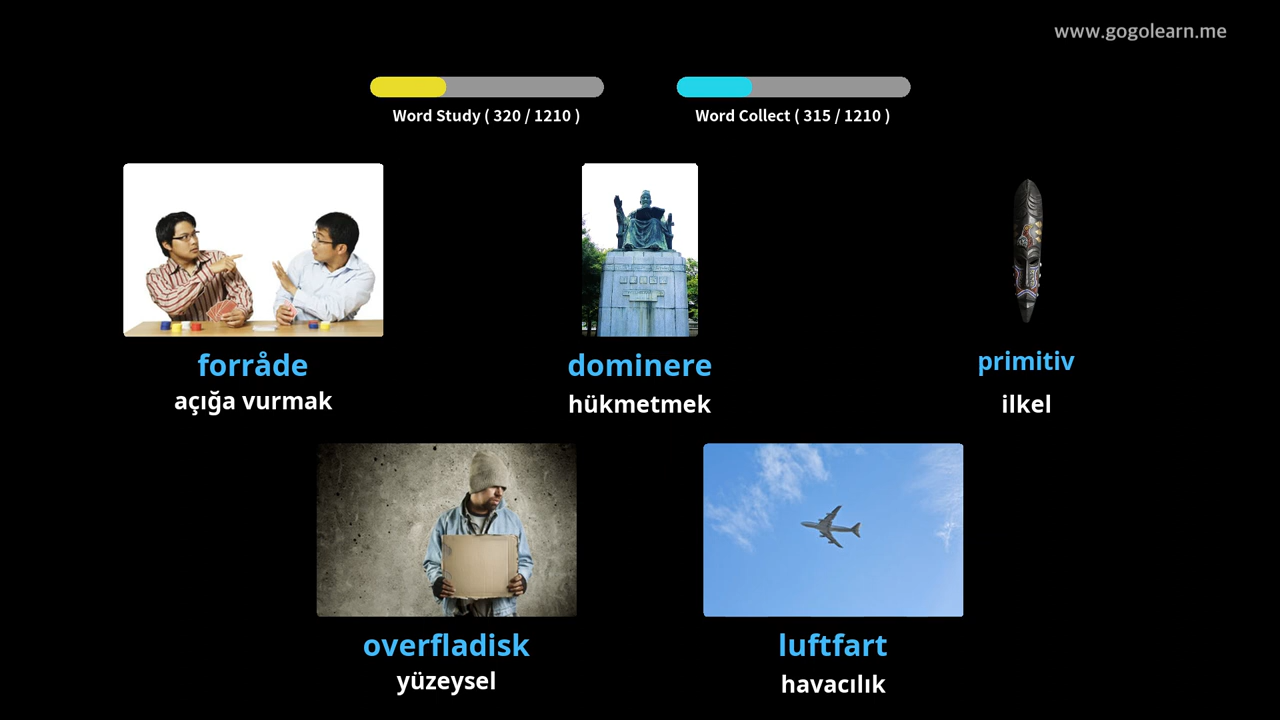 www.gogolearn.me
Word Study ( 320 / 1210 )
Word Collect ( 315 / 1210 )
forråde
açığa vurmak
dominere
hükmetmek
primitiv
ilkel
overfladisk
yüzeysel
luftfart
havacılık